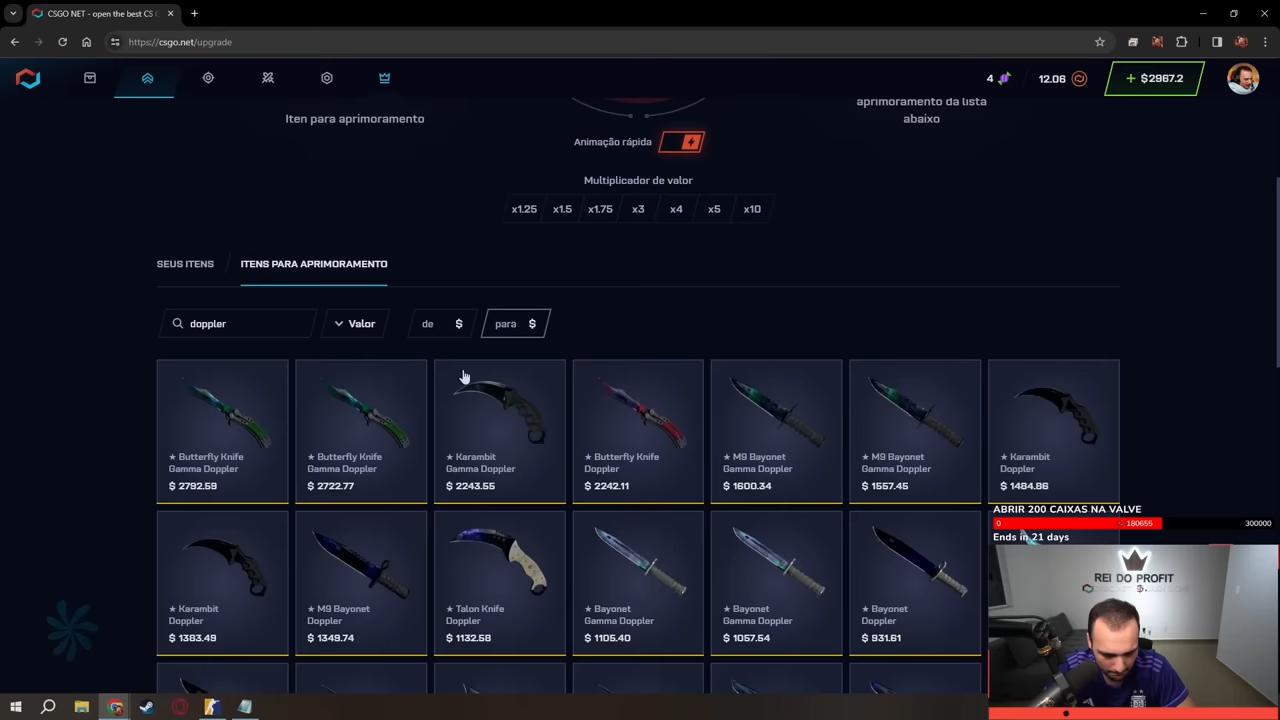 CSGO NET - open the best CS
https://csgo.net/upgrade
4
12.06
+ $2967.2
Iten para aprimoramento
aprimoramento da lista
abaixo
Animação rápida
Multiplicador de valor
x1.25 x1.5 x1.75 x3 x4 x5 x10
SEUS ITENS
ITENS PARA APRIMORAMENTO
doppler
Valor
de $
para $
★ Butterfly Knife
Gamma Doppler
$ 2792.59
★ Butterfly Knife
Gamma Doppler
$ 2722.77
★ Karambit
Gamma Doppler
$ 2243.55
★ Butterfly Knife
Doppler
$ 2242.11
★ M9 Bayonet
Gamma Doppler
$ 1600.34
★ M9 Bayonet
Gamma Doppler
$ 1557.45
★ Karambit
Doppler
$ 1484.86
★ Karambit
Doppler
$ 1383.49
★ M9 Bayonet
Doppler
$ 1349.74
★ Talon Knife
Doppler
$ 1132.58
★ Bayonet
Gamma Doppler
$ 1105.40
★ Bayonet
Gamma Doppler
$ 1057.54
★ Bayonet
Doppler
$ 931.61
ABRIR 200 CAIXAS NA VALVE
0 180655 300000
Ends in 21 days
REI DO PROFIT